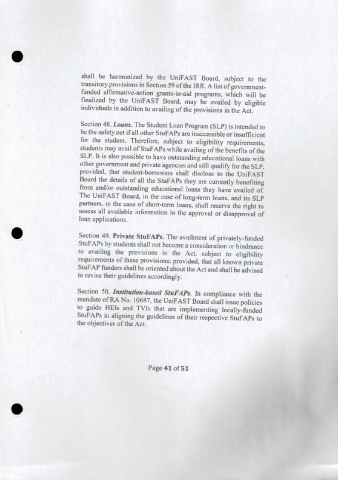 shall be harmonized by the UniFAST Board, subject to the
transitory provisions in Section 59 of the IRR. A list of government-
funded affirmative-action grants-in-aid programs, which will be
finalized by the UniFAST Board, may be availed by eligible
individuals in addition to availing of the provisions in the Act.
Section 48. Loans. The Student Loan Program (SLP) is intended to
be the safety net if all other StuFAPs are inaccessible or insufficient
for the student. Therefore, subject to eligibility requirements,
students may avail of StuFAPs while availing of the benefits of the
SLP. It is also possible to have outstanding educational loans with
other government and private agencies and still qualify for the SLP,
provided, that student-borrowers shall disclose to the UniFAST
Board the details of all the StuFAPs they are currently benefiting
from and/or outstanding educational loans they have availed of.
The UniFAST Board, in the case of long-term loans, and its SLP
partners, in the case of short-term loans, shall reserve the right to
assess all available information in the approval or disapproval of
loan applications.
Section 49. Private StuFAPs. The availment of privately-funded
StuFAPs by students shall not become a consideration or hindrance
to availing the provisions in the Act, subject to eligibility
requirements of these provisions; provided, that all known private
StuFAP funders shall be oriented about the Act and shall be advised
to revise their guidelines accordingly.
Section 50. Institution-based StuFAPs. In compliance with the
mandate of RA No. 10687, the UniFAST Board shall issue policies
to guide HEIs and TVIs that are implementing locally-funded
StuFAPs in aligning the guidelines of their respective StuFAPs to
the objectives of the Act.
Page 41 of 51